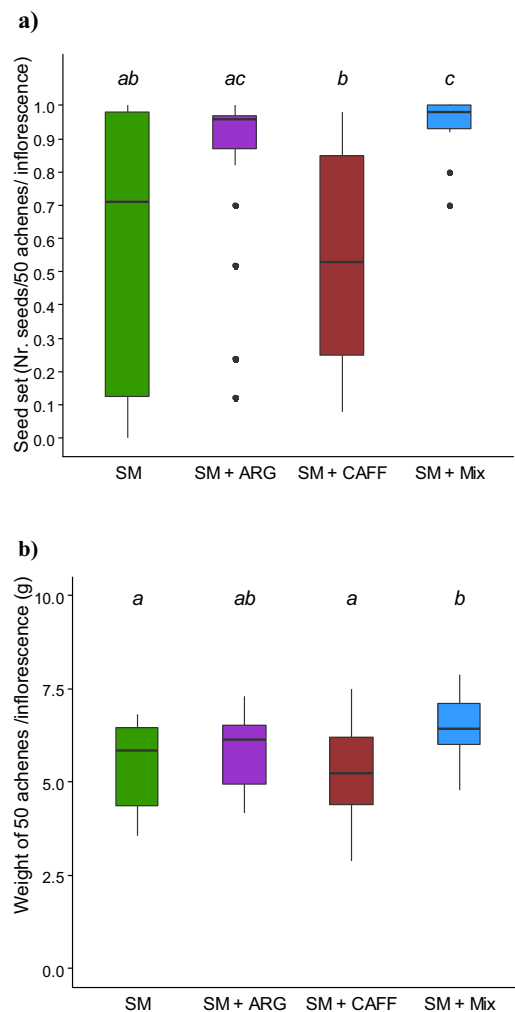 a)
Seed set (Nr. seeds/50 achenes/ inflorescence)
ab
ac
b
c
1.0
0.9
0.8
0.7
0.6
0.5
0.4
0.3
0.2
0.1
0.0
SM
SM + ARG
SM + CAFF
SM + Mix
b)
Weight of 50 achenes /inflorescence (g)
a
ab
a
b
10.0
7.5
5.0
2.5
0.0
SM
SM + ARG
SM + CAFF
SM + Mix